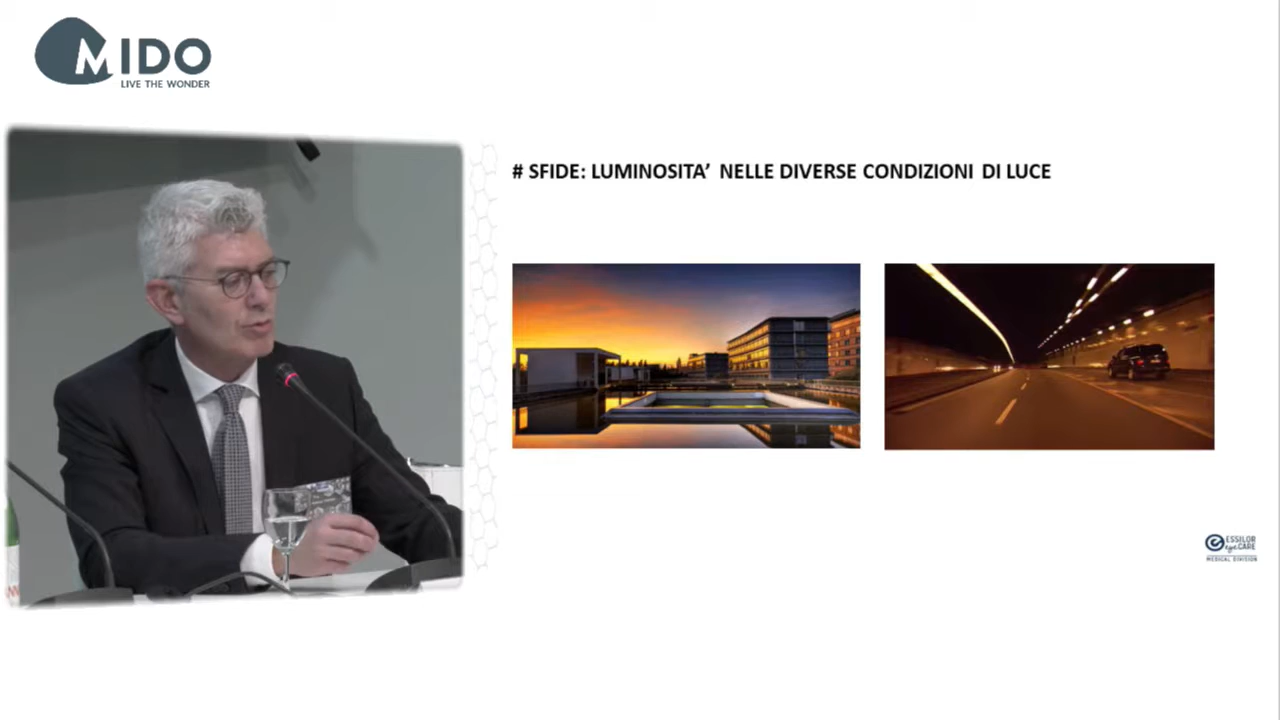 MIDO
LIVE THE WONDER
# SFIDE: LUMINOSITA’ NELLE DIVERSE CONDIZIONI DI LUCE
ESSILOR
eye CARE
MEDICAL DIVISION